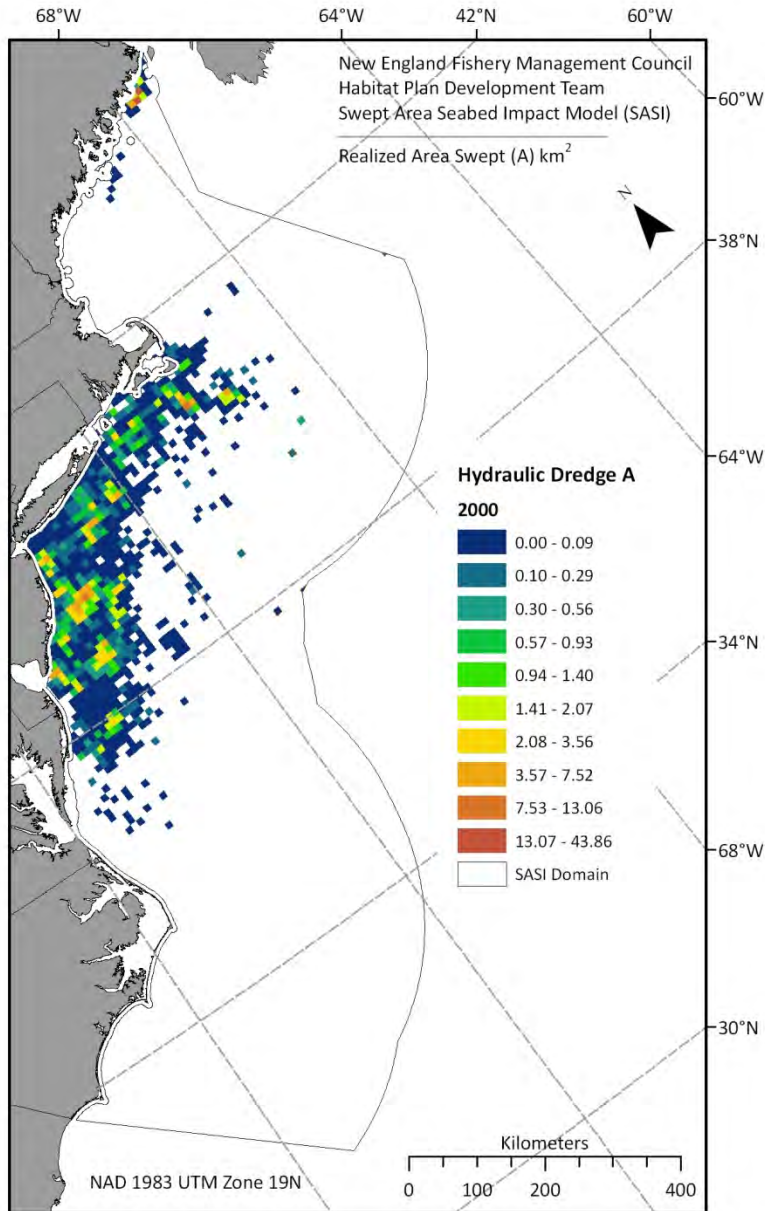 68°W 64°W 42°N 60°W
New England Fishery Management Council
Habitat Plan Development Team
Swept Area Seabed Impact Model (SASI)
Realized Area Swept (A) km²
60°W
N
38°N
64°W
Hydraulic Dredge A
2000
0.00 - 0.09
0.10 - 0.29
0.30 - 0.56
0.57 - 0.93
0.94 - 1.40
1.41 - 2.07
2.08 - 3.56
3.57 - 7.52
7.53 - 13.06
13.07 - 43.86
SASI Domain
34°N
68°W
30°N
Kilometers
0 100 200 400
NAD 1983 UTM Zone 19N